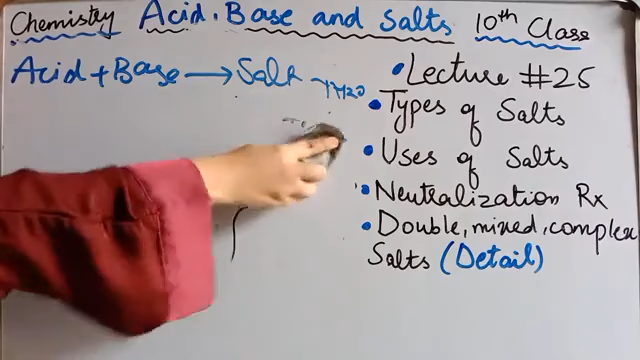 Chemistry Acid, Base and Salts 10th Class
Acid + Base → Salt + H2O
• Lecture #25
• Types of Salts
• Uses of Salts
• Neutralization Rx
• Double, mixed, complex
Salts (Detail)